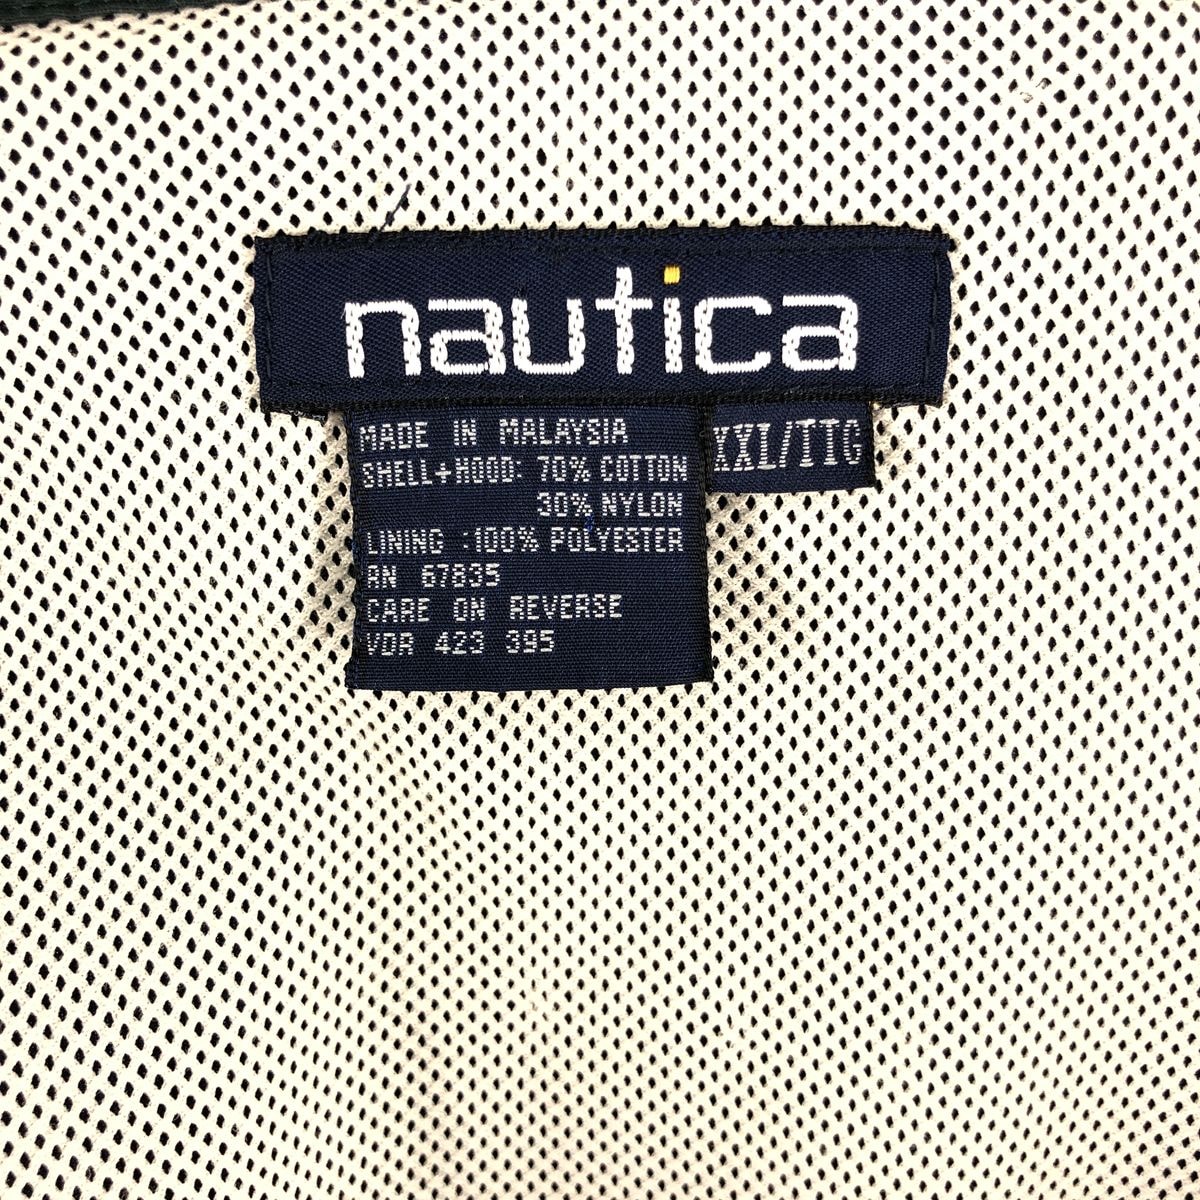 nautica
MADE IN MALAYSIA
SHELL+HOOD: 70% COTTON
30% NYLON
LINING :100% POLYESTER
RN 67835
CARE ON REVERSE
VDR 423 395
XXL/TTG